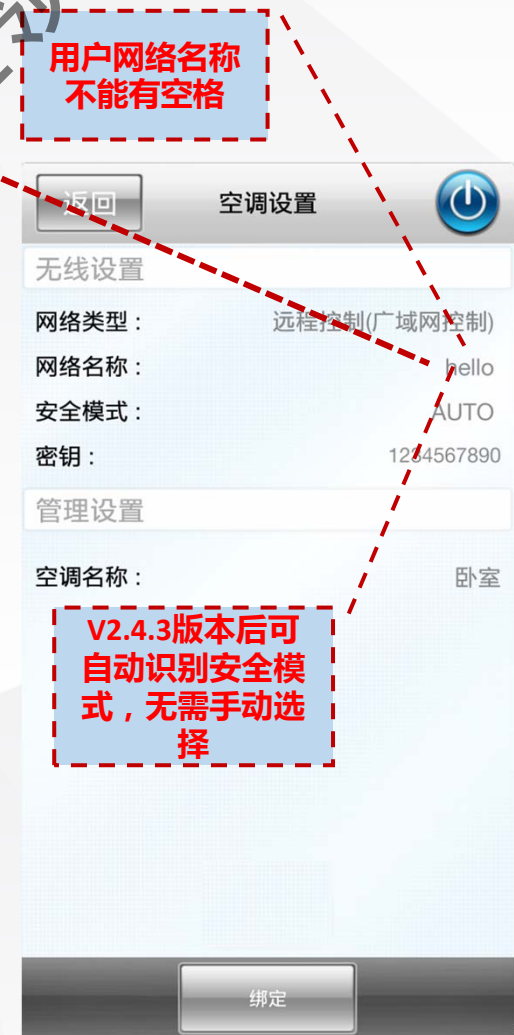 用户网络名称
不能有空格
返回
空调设置
无线设置
网络类型：
远程控制(广域网控制)
网络名称：
hello
安全模式：
AUTO
密钥：
1234567890
管理设置
空调名称：
卧室
V2.4.3版本后可
自动识别安全模
式，无需手动选
择
绑定